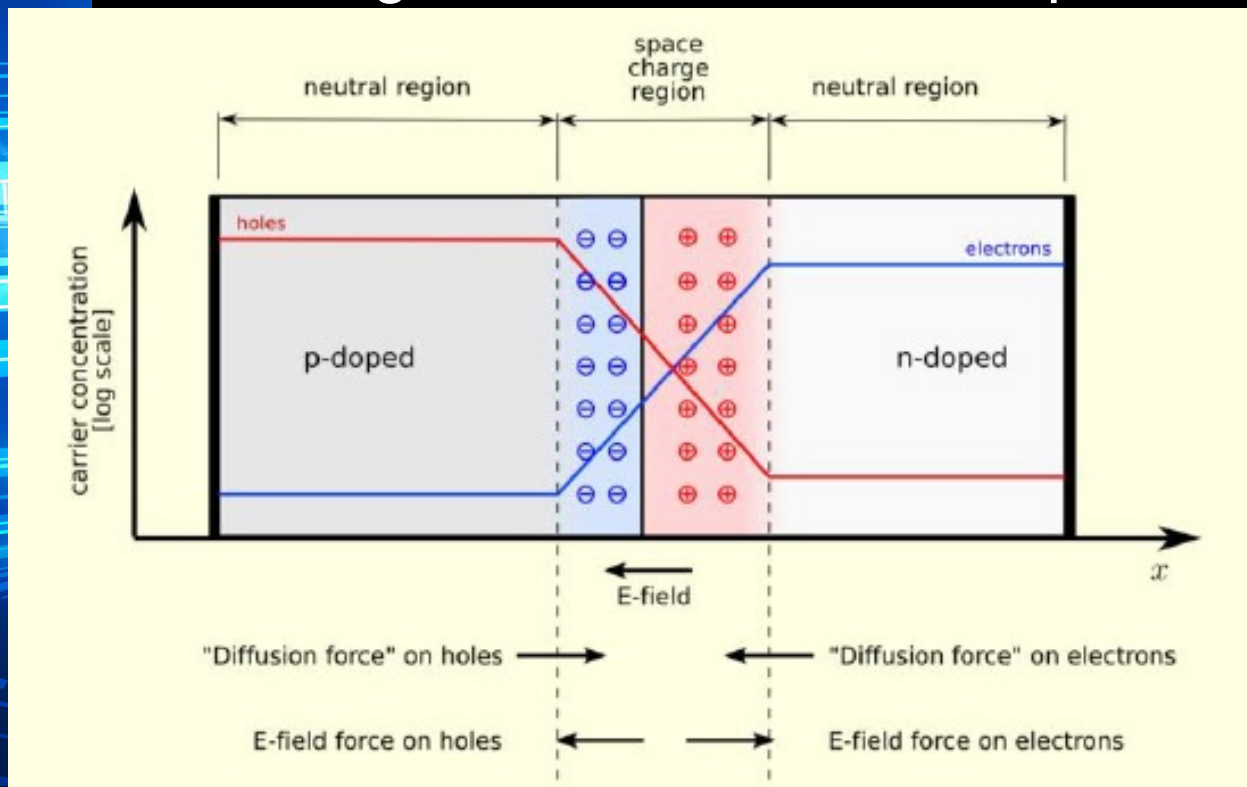 space
charge
region
neutral region
neutral region
holes
electrons
carrier concentration
[log scale]
p-doped
n-doped
⊖ ⊖ ⊕ ⊕
⊖ ⊖ ⊕ ⊕
⊖ ⊖ ⊕ ⊕
⊖ ⊖ ⊕ ⊕
⊖ ⊖ ⊕ ⊕
⊖ ⊖ ⊕ ⊕
⊖ ⊖ ⊕ ⊕
x
E-field
"Diffusion force" on holes
"Diffusion force" on electrons
E-field force on holes
E-field force on electrons